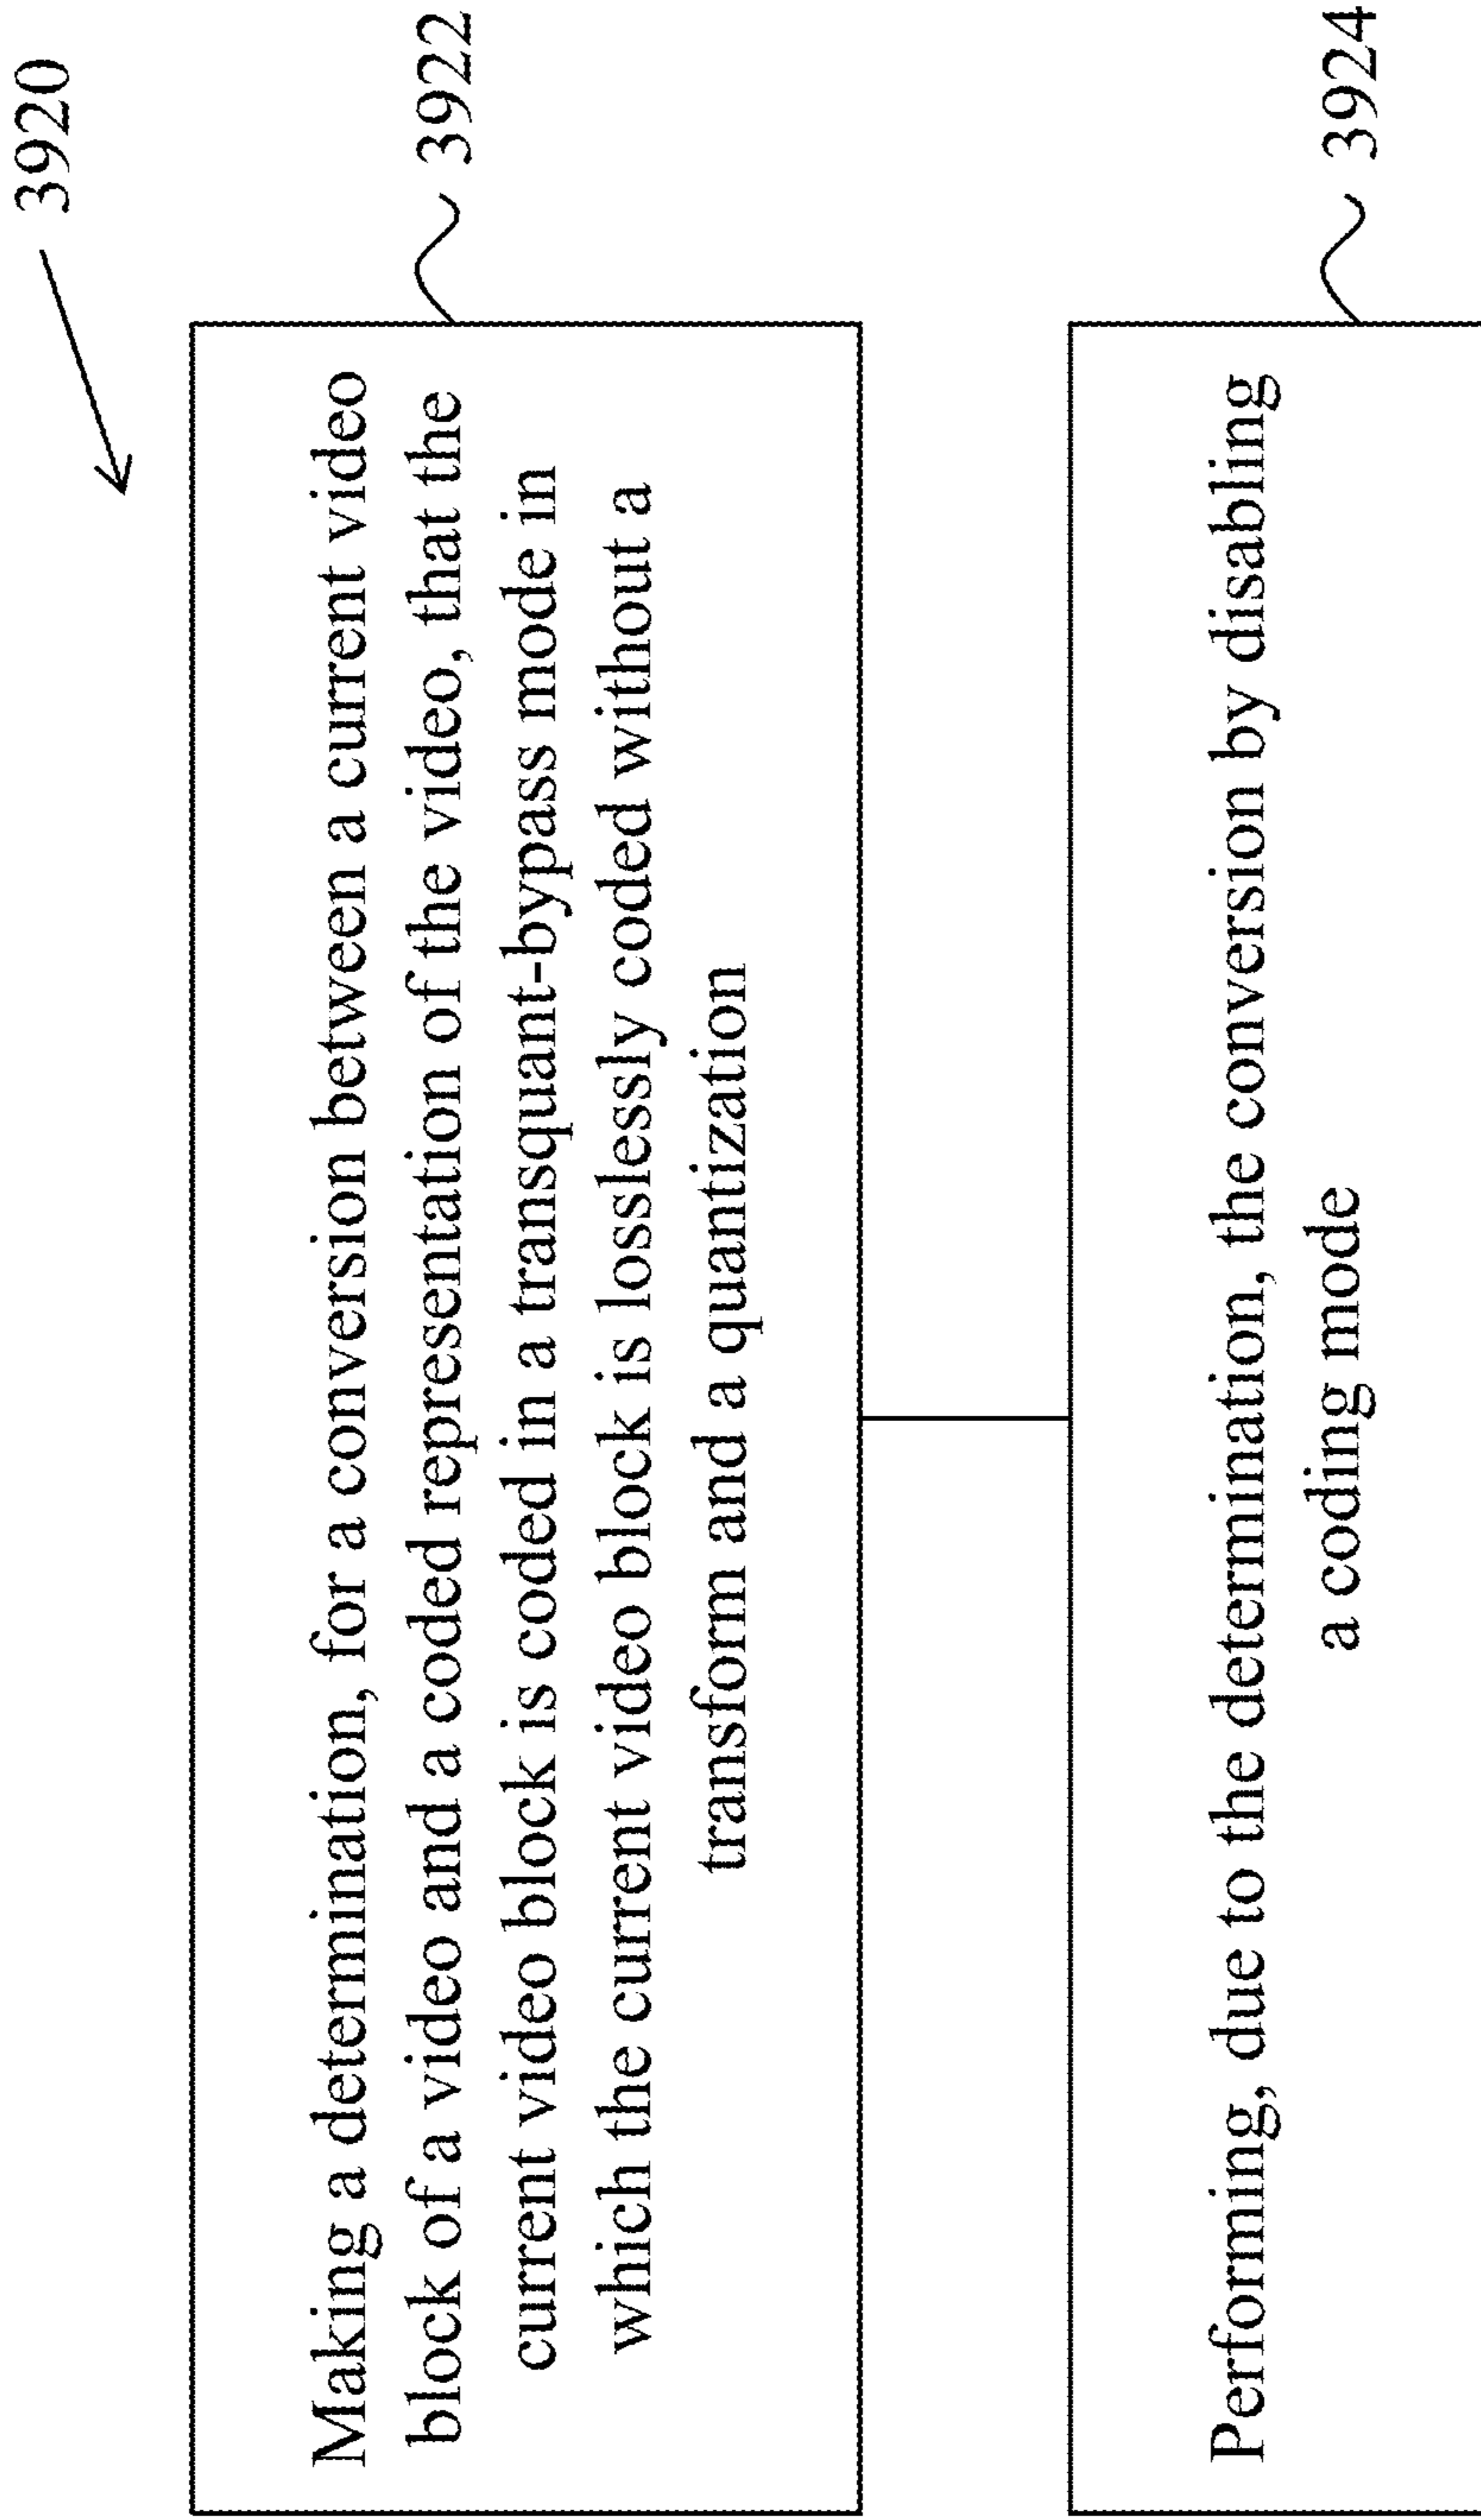 3920
Making a determination, for a conversion between a current video
block of a video and a coded representation of the video, that the
current video block is coded in a transquant-bypass mode in
which the current video block is losslessly coded without a
transform and a quantization
3922
Performing, due to the determination, the conversion by disabling
a coding mode
3924